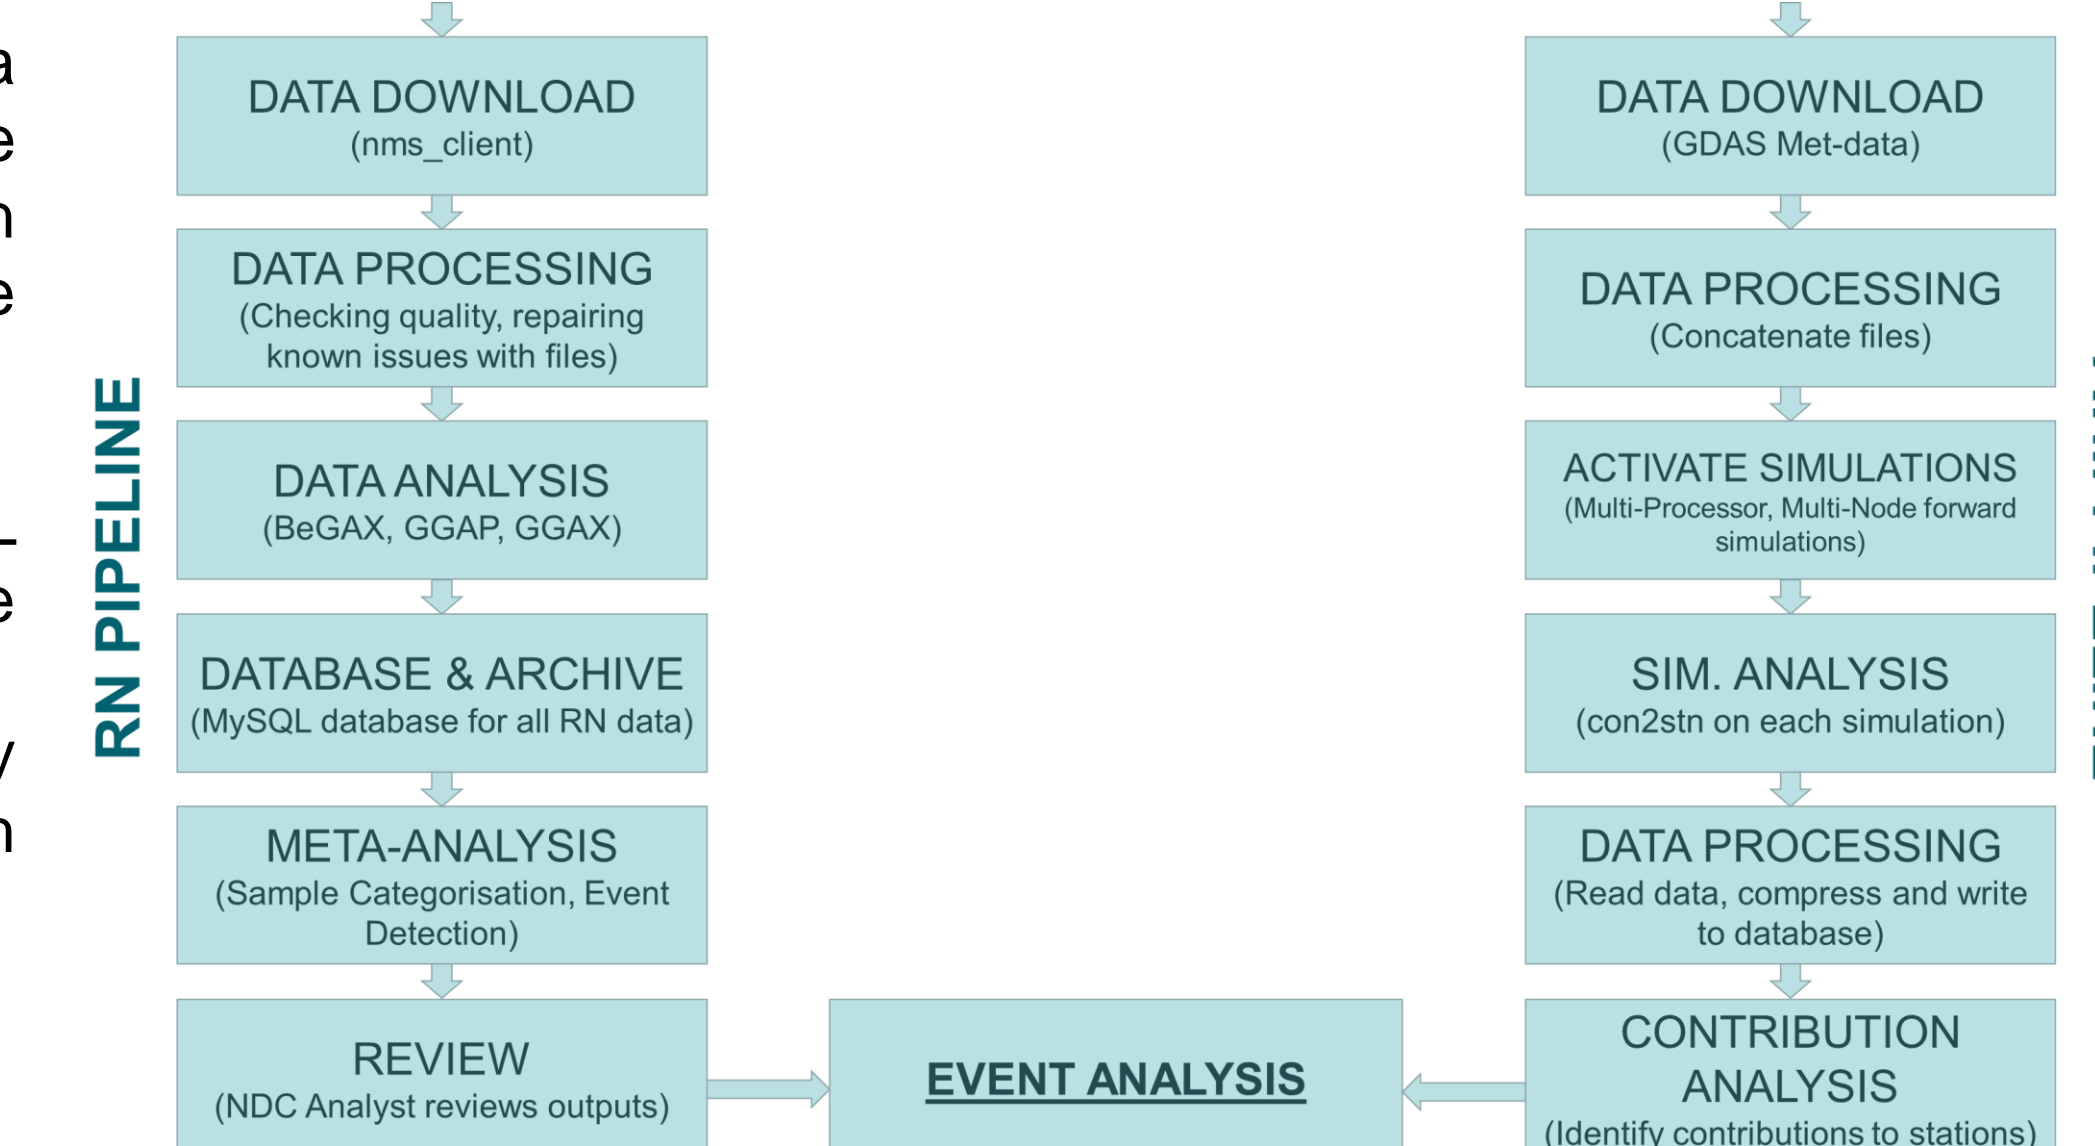 a
e
n
e
–
e
y
n
RN PIPELINE
DATA DOWNLOAD
(nms_client)
DATA PROCESSING
(Checking quality, repairing
known issues with files)
DATA ANALYSIS
(BeGAX, GGAP, GGAX)
DATABASE & ARCHIVE
(MySQL database for all RN data)
META-ANALYSIS
(Sample Categorisation, Event
Detection)
REVIEW
(NDC Analyst reviews outputs)
EVENT ANALYSIS
DATA DOWNLOAD
(GDAS Met-data)
DATA PROCESSING
(Concatenate files)
ACTIVATE SIMULATIONS
(Multi-Processor, Multi-Node forward
simulations)
SIM. ANALYSIS
(con2stn on each simulation)
DATA PROCESSING
(Read data, compress and write
to database)
CONTRIBUTION
ANALYSIS
(Identify contributions to stations)